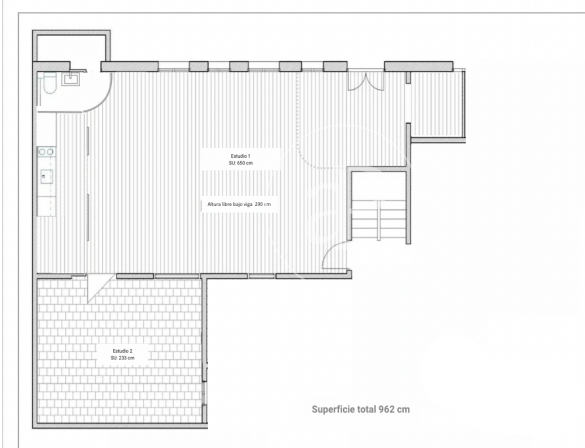 Estudio 1
SU: 650 cm
Altura libre bajo viga 290 cm
Estudio 2
SU: 233 cm
Superficie total 962 cm